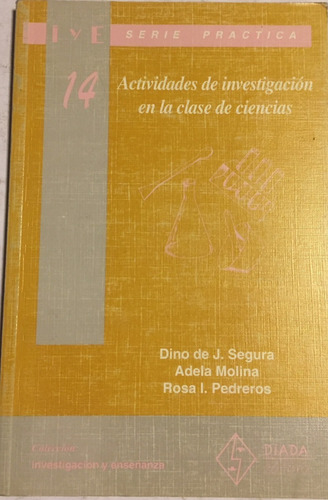 IyE SERIE PRACTICA
14
Actividades de investigación
en la clase de ciencias
Dino de J. Segura
Adela Molina
Rosa I. Pedreros
Colección
investigación y enseñanza
DIADA